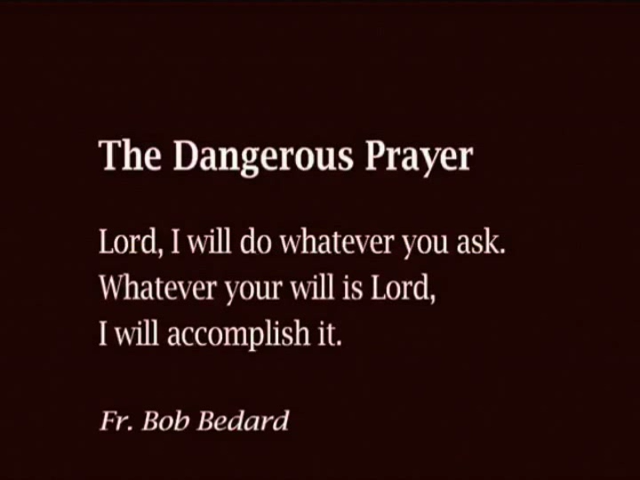 The Dangerous Prayer
Lord, I will do whatever you ask.
Whatever your will is Lord,
I will accomplish it.
Fr. Bob Bedard